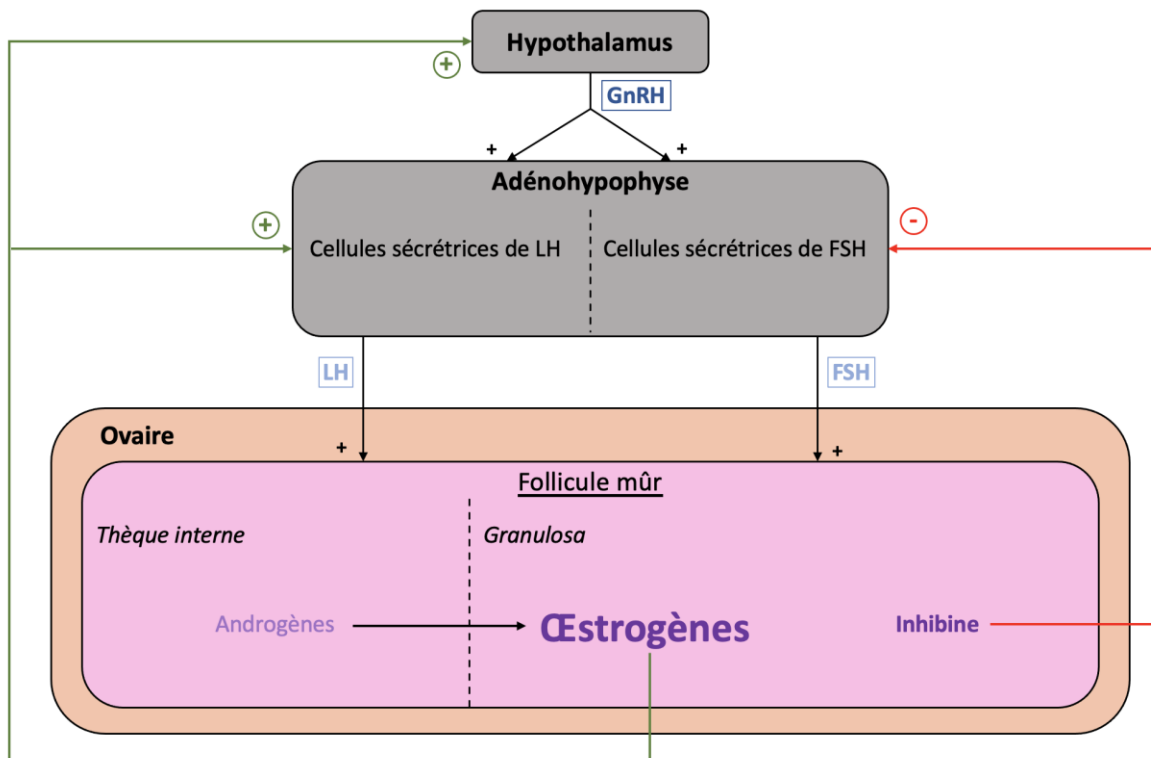 Hypothalamus
+
GnRH
+ +
Adénohypophyse
+
-
Cellules sécrétrices de LH
Cellules sécrétrices de FSH
LH
FSH
Ovaire
+ +
Follicule mûr
Thèque interne
Granulosa
Androgènes
Œstrogènes
Inhibine